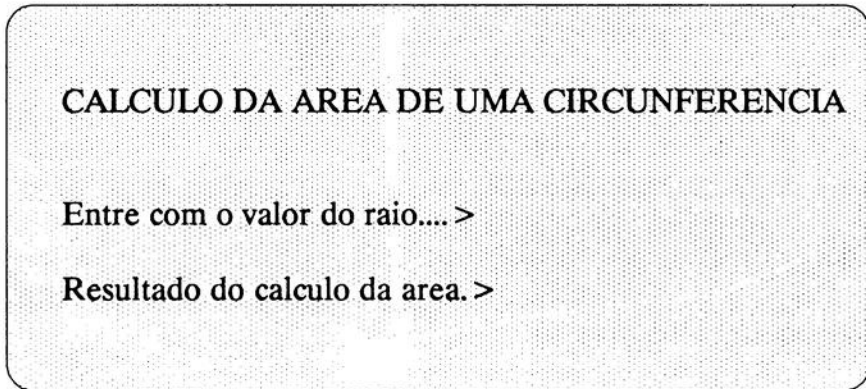 CALCULO DA AREA DE UMA CIRCUNFERENCIA
Entre com o valor do raio....>
Resultado do calculo da area.>